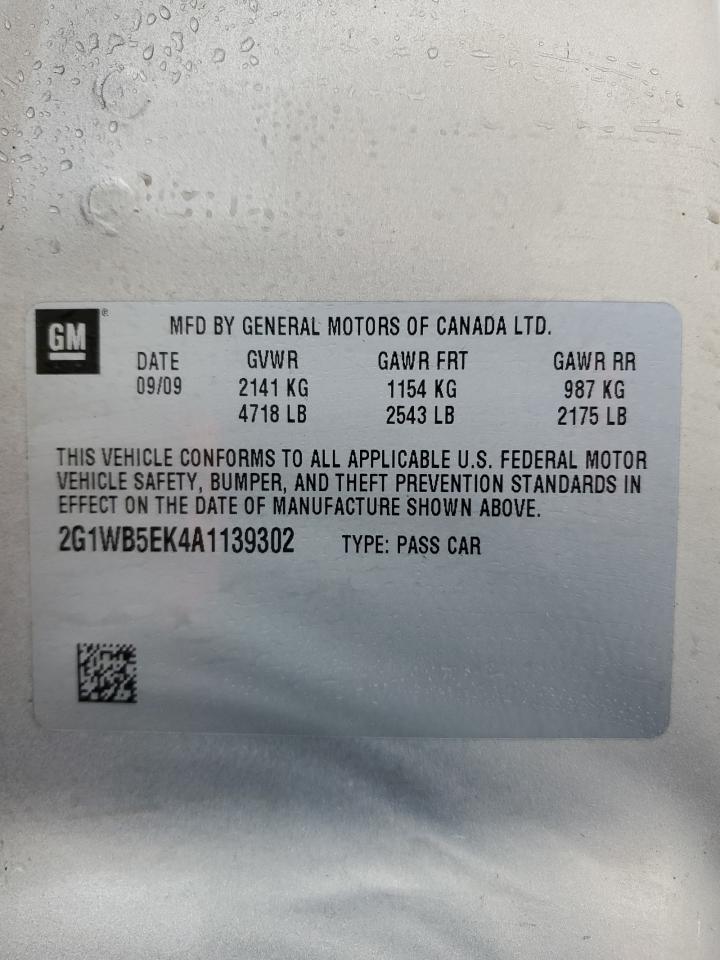 GM®
MFD BY GENERAL MOTORS OF CANADA LTD.
DATE GVWR GAWR FRT GAWR RR
09/09 2141 KG 1154 KG 987 KG
4718 LB 2543 LB 2175 LB
THIS VEHICLE CONFORMS TO ALL APPLICABLE U.S. FEDERAL MOTOR
VEHICLE SAFETY, BUMPER, AND THEFT PREVENTION STANDARDS IN
EFFECT ON THE DATE OF MANUFACTURE SHOWN ABOVE.
2G1WB5EK4A1139302 TYPE: PASS CAR